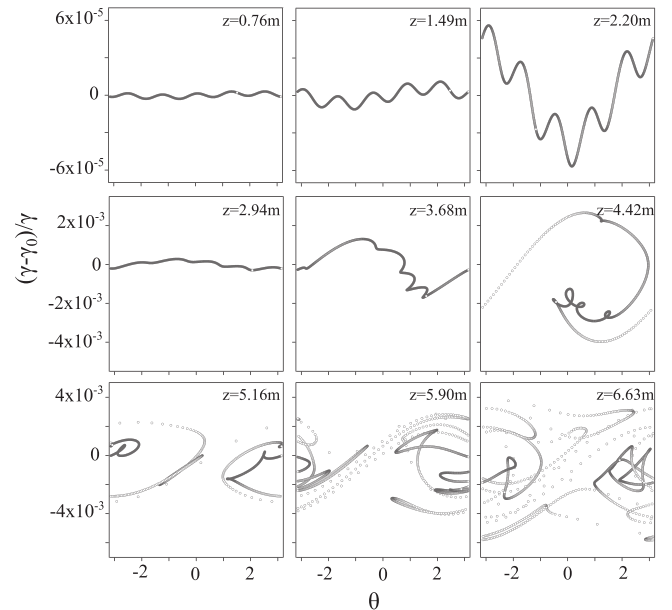 z=0.76m
z=1.49m
z=2.20m
6x10⁻⁵
0
-6x10⁻⁵
z=2.94m
z=3.68m
z=4.42m
2x10⁻³
0
-2x10⁻³
-4x10⁻³
(γ-γ₀)/γ
z=5.16m
z=5.90m
z=6.63m
4x10⁻³
0
-4x10⁻³
-2 0 2 -2 0 2 -2 0 2
θ